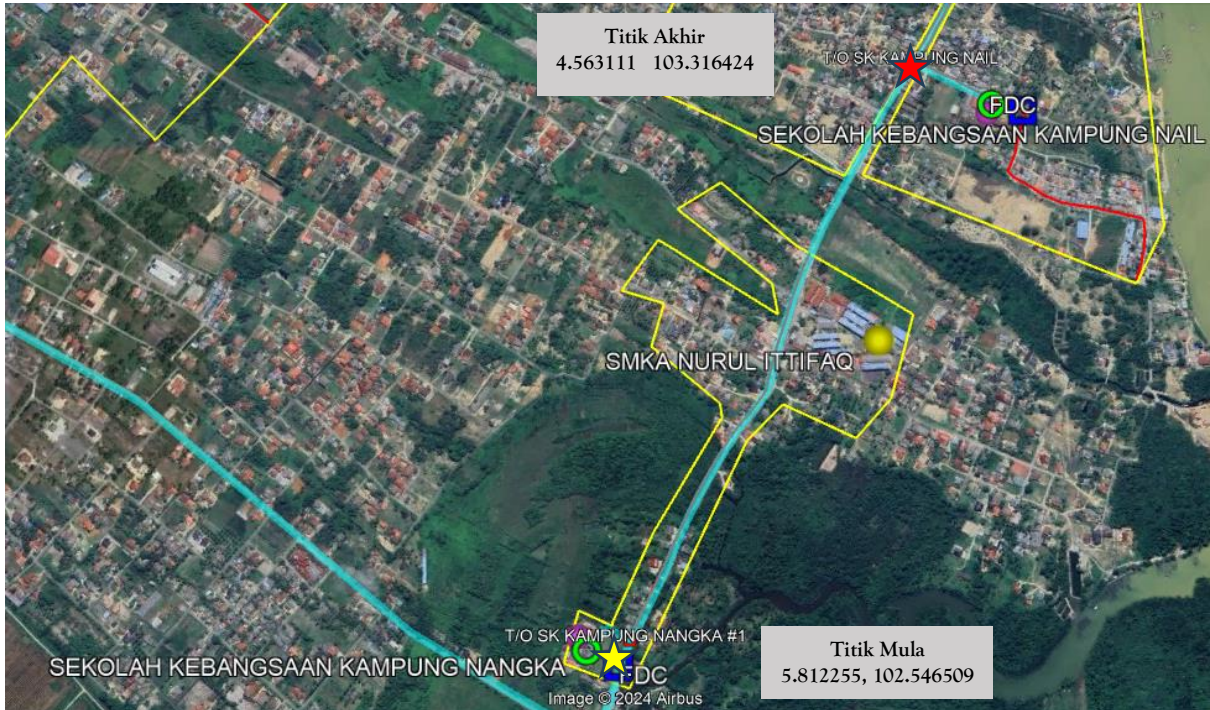 Titik Akhir
4.563111 103.316424
T/O SK KAMPUNG NAIL
FDC
SEKOLAH KEBANGSAAN KAMPUNG NAIL
SMKA NURUL ITTIFAQ
T/O SK KAMPUNG NANGKA #1
SEKOLAH KEBANGSAAN KAMPUNG NANGKA
FDC
Titik Mula
5.812255, 102.546509
Image © 2024 Airbus